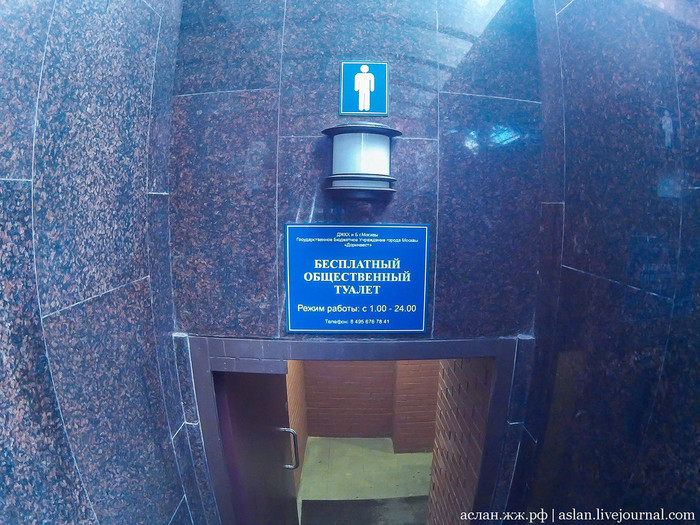 ДЖКХ и Б г.Москвы
Государственное Бюджетное Учреждение города Москвы
«Доринвест»
БЕСПЛАТНЫЙ
ОБЩЕСТВЕННЫЙ
ТУАЛЕТ
Режим работы: с 1.00 - 24.00
Телефон: 8 495 676 78 41
аслан.жж.рф | aslan.livejournal.com